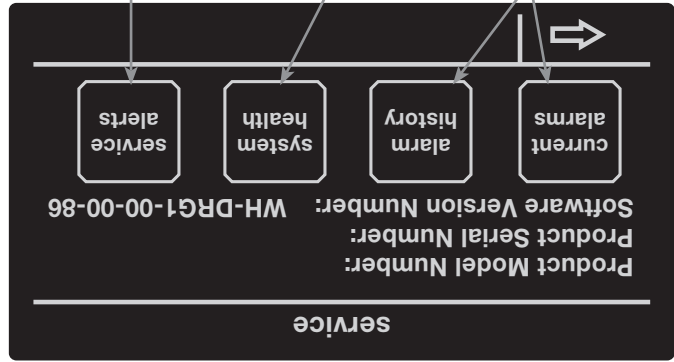 service
Product Model Number:
Product Serial Number:
Software Version Number: WH-DRG1-00-00-86
current
alarms
alarm
history
system
health
service
alerts